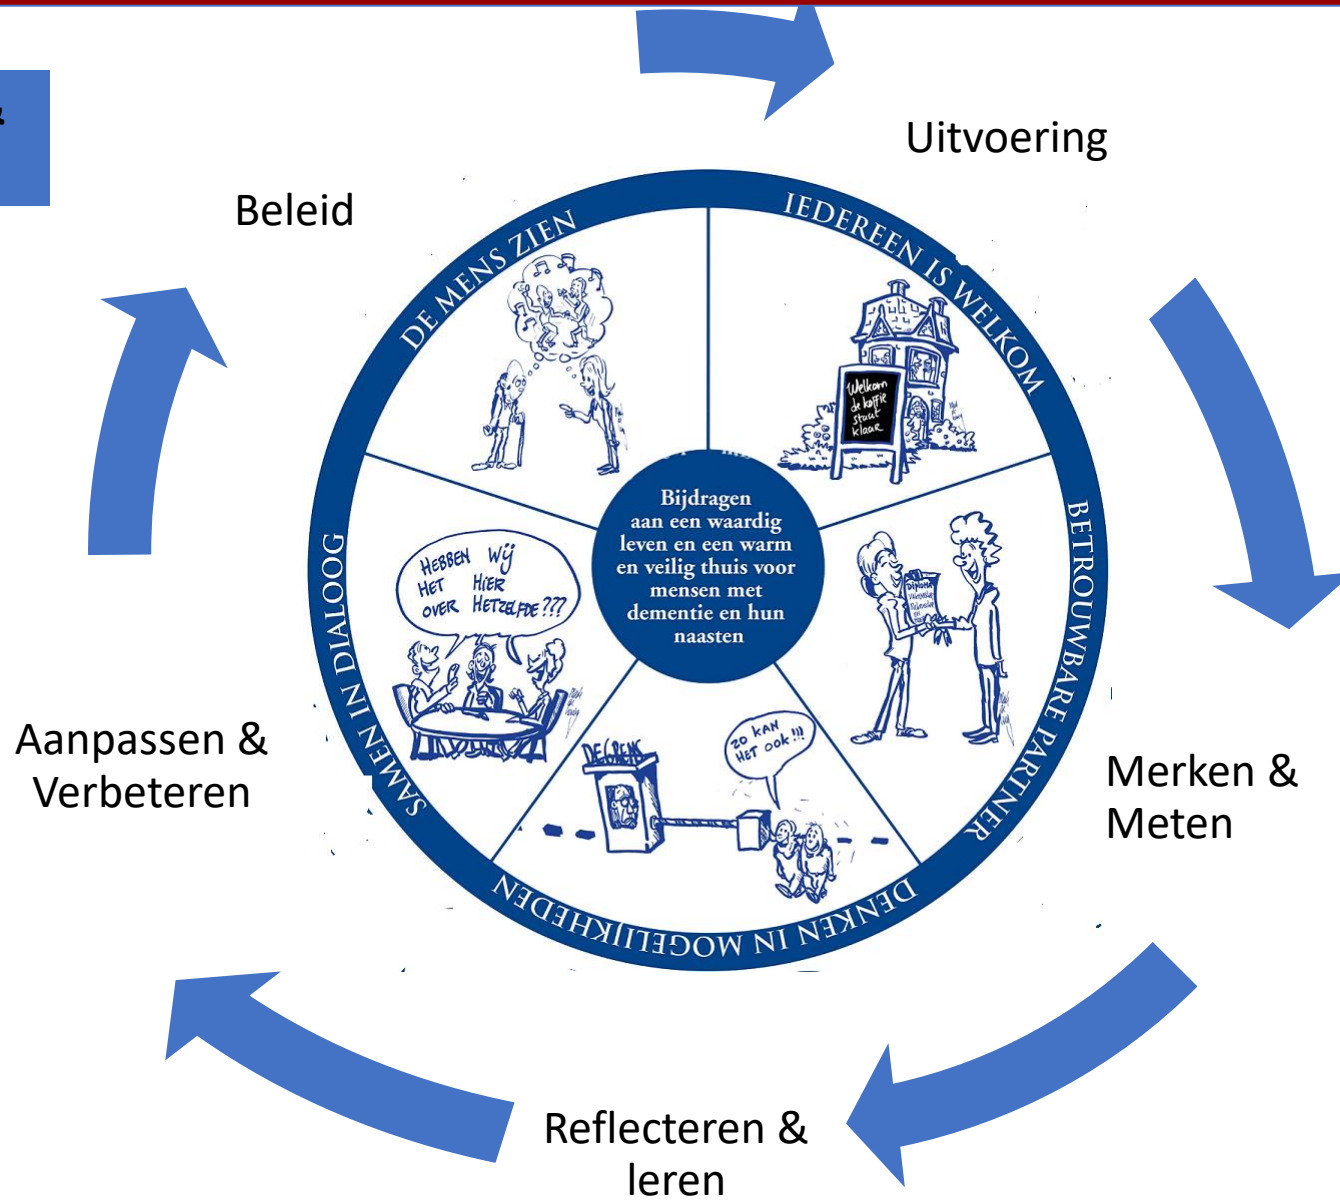 &
Uitvoering
Beleid
DE MENS ZIEN
IEDEREEN IS WELKOM
Welkom
de koffie
staat
klaar
Bijdragen
aan een waardig
leven en een warm
en veilig thuis voor
mensen met
dementie en hun
naasten
BETROUWBARE PARTNER
Diploma
SAMEN IN DIALOOG
HEBBEN WIJ
HET HIER
OVER HETZELFDE???
DE GRENS
ZO KAN
HET OOK!!!
DENKEN IN MOGELIJKHEDEN
Aanpassen &
Verbeteren
Merken &
Meten
Reflecteren &
leren